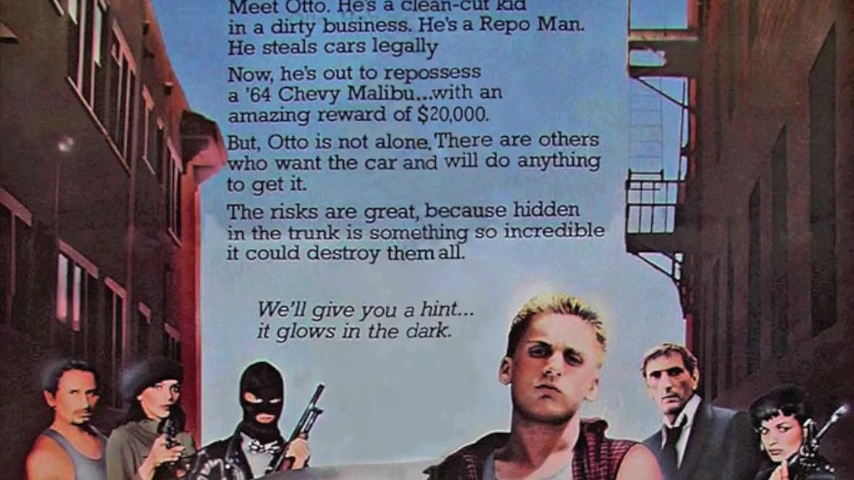 Meet Otto. He's a clean-cut kid
in a dirty business. He's a Repo Man.
He steals cars legally
Now, he's out to repossess
a '64 Chevy Malibu...with an
amazing reward of $20,000.
But, Otto is not alone. There are others
who want the car and will do anything
to get it.
The risks are great, because hidden
in the trunk is something so incredible
it could destroy them all.
We'll give you a hint...
it glows in the dark.